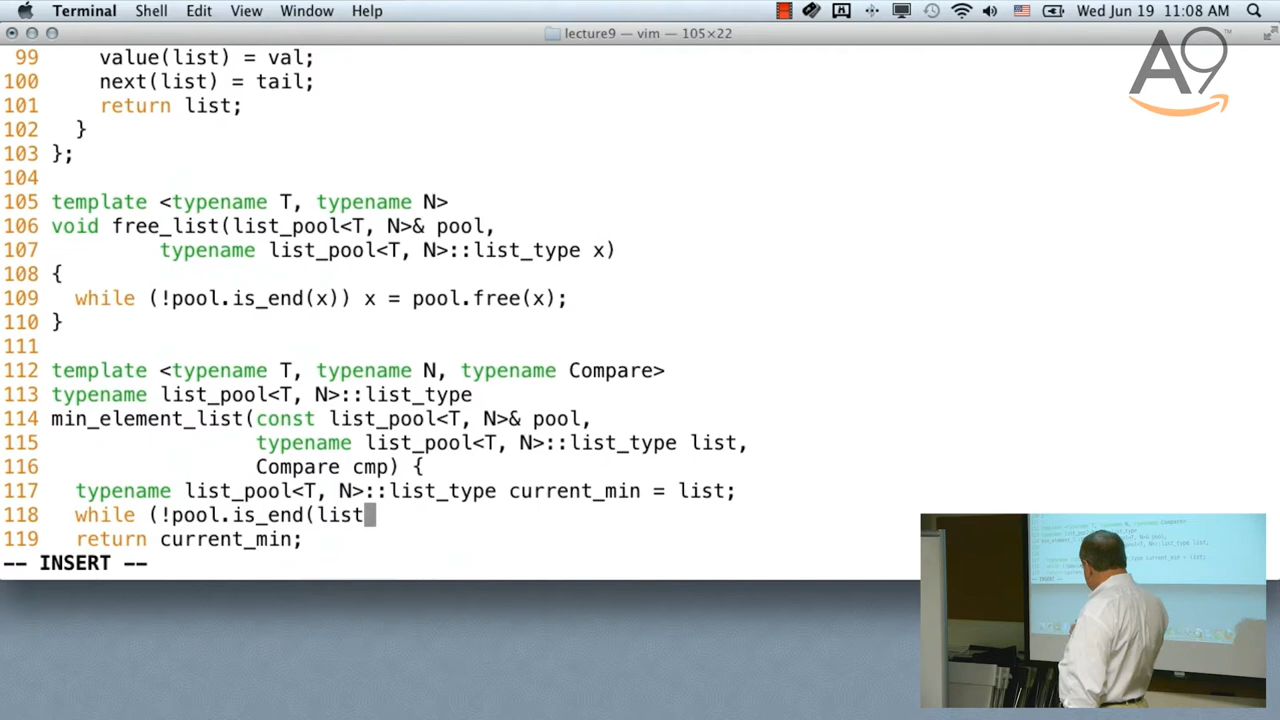 Terminal Shell Edit View Window Help Wed Jun 19 11:08 AM
lecture9 — vim — 105×22
A9™
99 value(list) = val;
100 next(list) = tail;
101 return list;
102 }
103 };
104
105 template <typename T, typename N>
106 void free_list(list_pool<T, N>& pool,
107 typename list_pool<T, N>::list_type x)
108 {
109 while (!pool.is_end(x)) x = pool.free(x);
110 }
111
112 template <typename T, typename N, typename Compare>
113 typename list_pool<T, N>::list_type
114 min_element_list(const list_pool<T, N>& pool,
115 typename list_pool<T, N>::list_type list,
116 Compare cmp) {
117 typename list_pool<T, N>::list_type current_min = list;
118 while (!pool.is_end(list
119 return current_min;
-- INSERT --